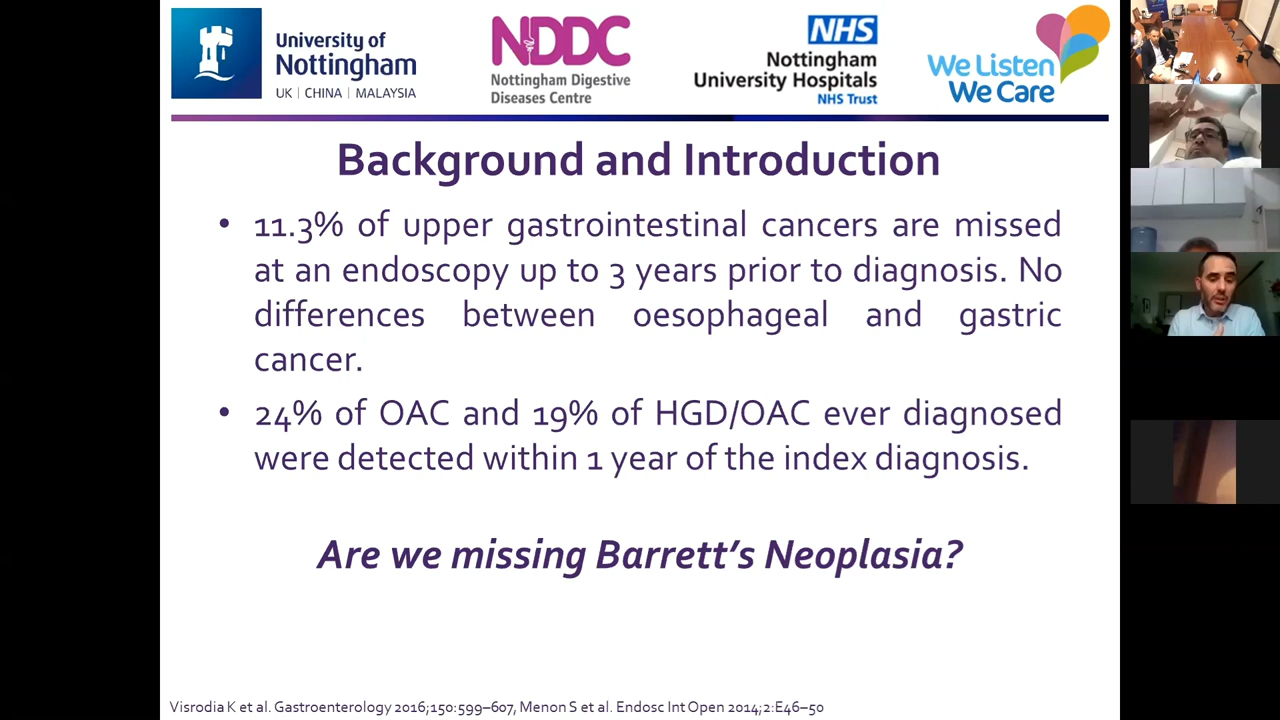 University of
Nottingham
UK | CHINA | MALAYSIA
NDDC
Nottingham Digestive
Diseases Centre
NHS
Nottingham
University Hospitals
NHS Trust
We Listen
We Care
Background and Introduction
• 11.3% of upper gastrointestinal cancers are missed
at an endoscopy up to 3 years prior to diagnosis. No
differences between oesophageal and gastric
cancer.
• 24% of OAC and 19% of HGD/OAC ever diagnosed
were detected within 1 year of the index diagnosis.
Are we missing Barrett's Neoplasia?
Visrodia K et al. Gastroenterology 2016;150:599–607, Menon S et al. Endosc Int Open 2014;2:E46–50